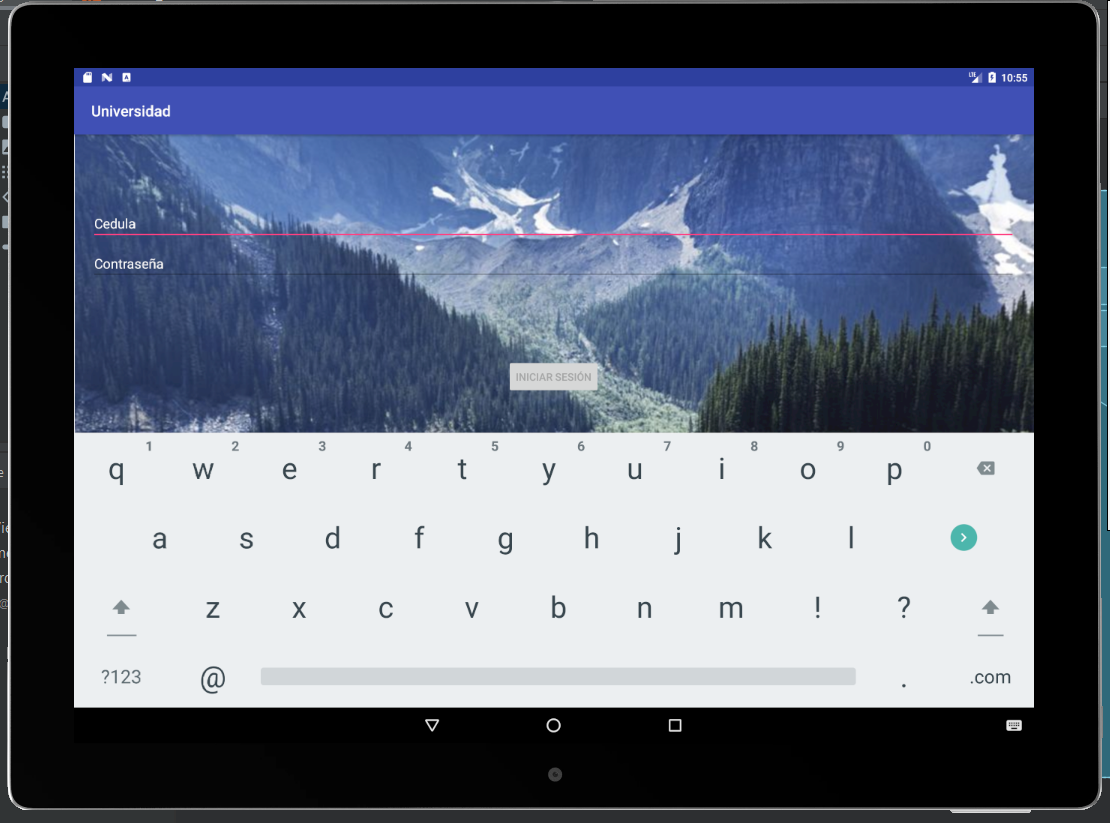 LTE 10:55
Universidad
Cedula
Contraseña
INICIAR SESIÓN
1 2 3 4 5 6 7 8 9 0
q w e r t y u i o p
a s d f g h j k l
z x c v b n m ! ?
?123 @ . .com